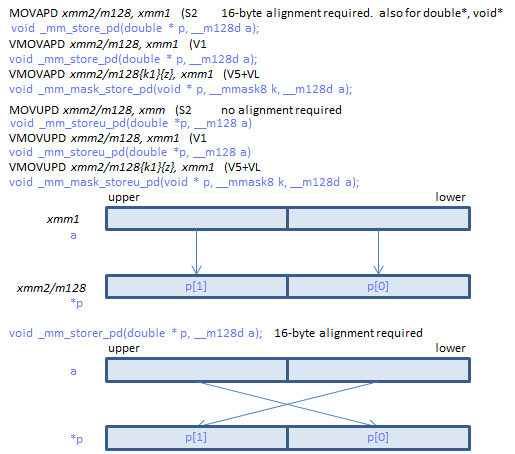 MOVAPD xmm2/m128, xmm1 (S2 16-byte alignment required. also for double*, void*
void _mm_store_pd(double * p, __m128d a);
VMOVAPD xmm2/m128, xmm1 (V1
void _mm_store_pd(double * p, __m128d a);
VMOVAPD xmm2/m128{k1}{z}, xmm1 (V5+VL
void _mm_mask_store_pd(void * p, __mmask8 k, __m128d a);
MOVUPD xmm2/m128, xmm (S2 no alignment required
void _mm_storeu_pd(double *p, __m128 a)
VMOVUPD xmm2/m128, xmm1 (V1
void _mm_storeu_pd(double *p, __m128 a)
VMOVUPD xmm2/m128{k1}{z}, xmm1 (V5+VL
void _mm_mask_storeu_pd(void * p, __mmask8 k, __m128d a);
upper lower
xmm1
a
xmm2/m128 p[1] p[0]
*p
void _mm_storer_pd(double * p, __m128d a); 16-byte alignment required
upper lower
a
*p p[1] p[0]